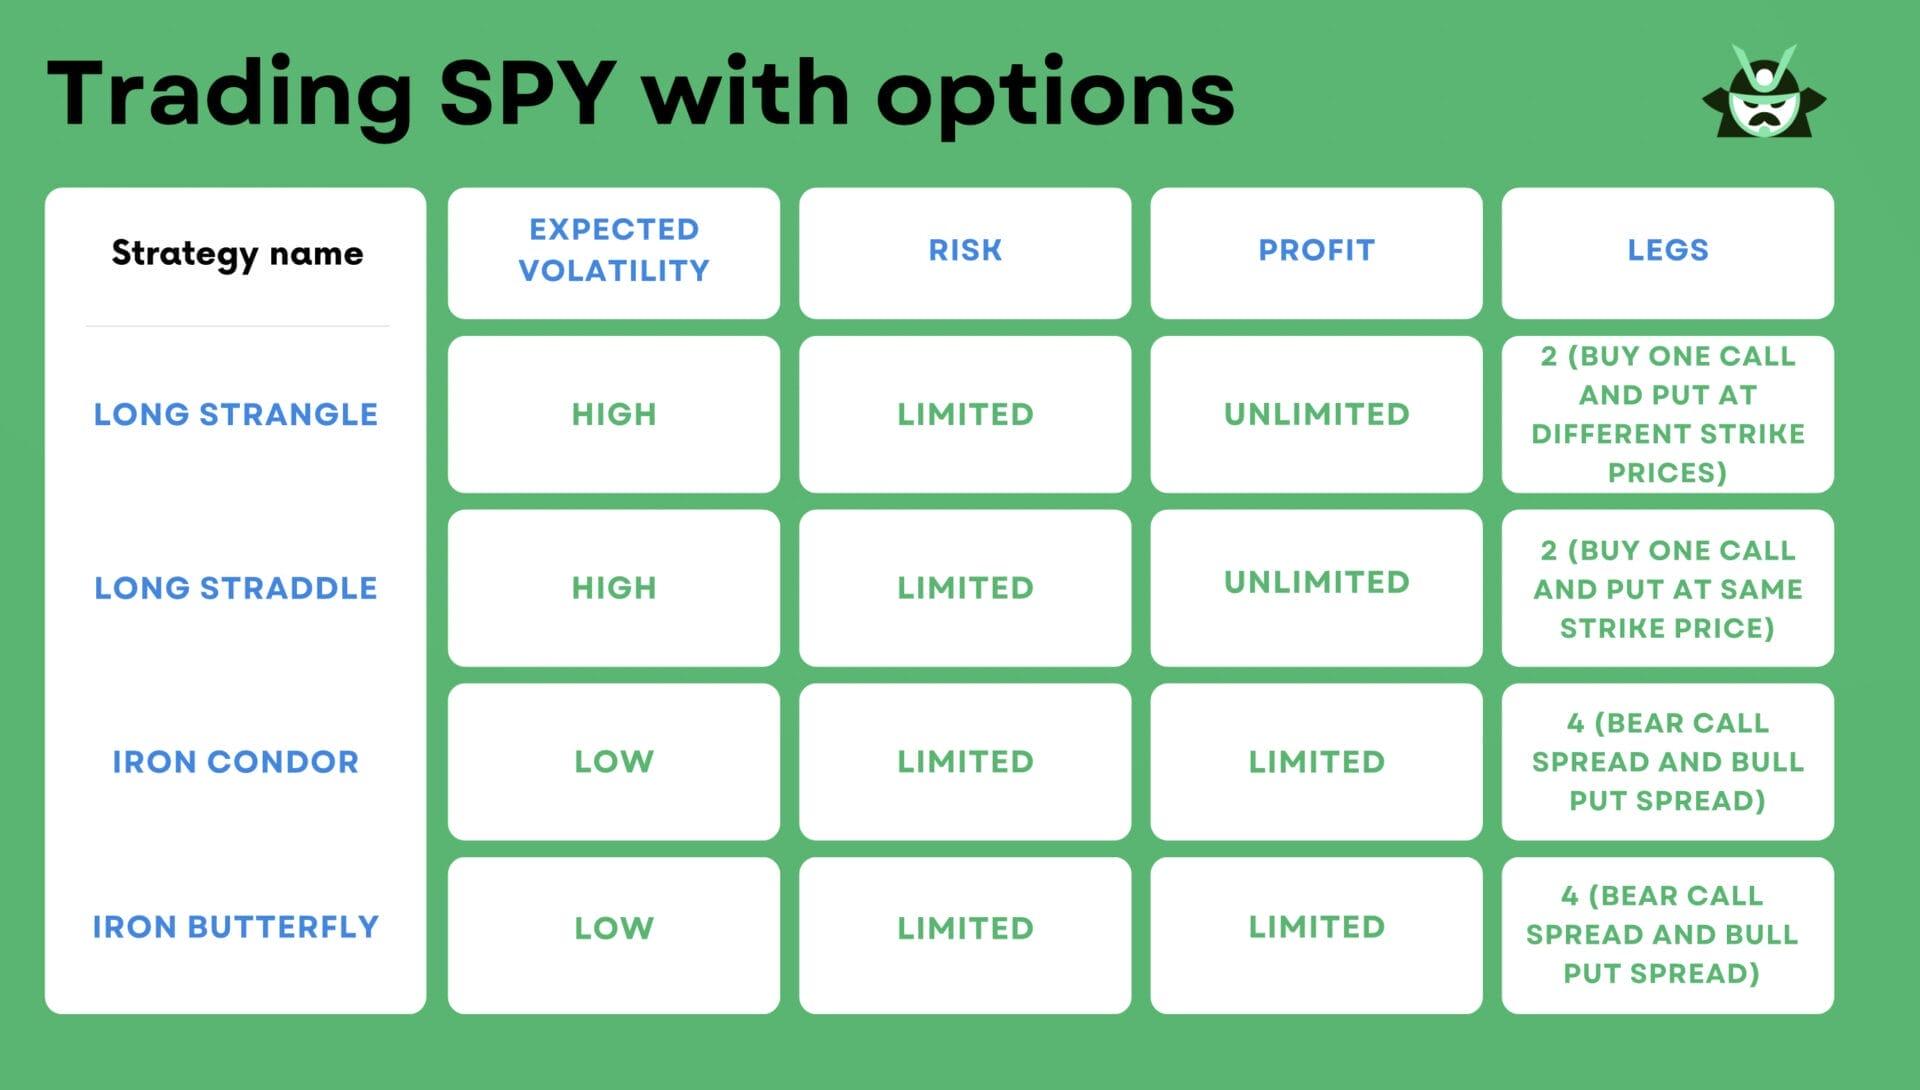 Trading SPY with options
Strategy name
EXPECTED
VOLATILITY
RISK
PROFIT
LEGS
LONG STRANGLE
HIGH
LIMITED
UNLIMITED
2 (BUY ONE CALL
AND PUT AT
DIFFERENT STRIKE
PRICES)
LONG STRADDLE
HIGH
LIMITED
UNLIMITED
2 (BUY ONE CALL
AND PUT AT SAME
STRIKE PRICE)
IRON CONDOR
LOW
LIMITED
LIMITED
4 (BEAR CALL
SPREAD AND BULL
PUT SPREAD)
IRON BUTTERFLY
LOW
LIMITED
LIMITED
4 (BEAR CALL
SPREAD AND BULL
PUT SPREAD)